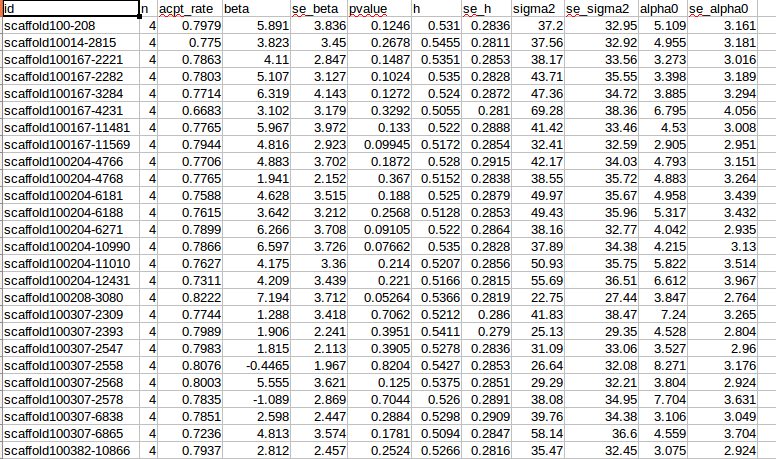 id n acpt_rate beta se_beta pvalue h se_h sigma2 se_sigma2 alpha0 se_alpha0
scaffold100-208 4 0.7979 5.891 3.836 0.1246 0.531 0.2836 37.2 32.95 5.109 3.161
scaffold10014-2815 4 0.775 3.823 3.45 0.2678 0.5455 0.2811 37.56 32.92 4.955 3.181
scaffold100167-2221 4 0.7863 4.11 2.847 0.1487 0.5351 0.2853 38.17 33.56 3.273 3.016
scaffold100167-2282 4 0.7803 5.107 3.127 0.1024 0.535 0.2828 43.71 35.55 3.398 3.189
scaffold100167-3284 4 0.7714 6.319 4.143 0.1272 0.524 0.2872 47.36 34.72 3.885 3.294
scaffold100167-4231 4 0.6683 3.102 3.179 0.3292 0.5055 0.281 69.28 38.36 6.795 4.056
scaffold100167-11481 4 0.7765 5.967 3.972 0.133 0.522 0.2888 41.42 33.46 4.53 3.008
scaffold100167-11569 4 0.7944 4.816 2.923 0.09945 0.5172 0.2854 32.41 32.59 2.905 2.951
scaffold100204-4766 4 0.7706 4.883 3.702 0.1872 0.528 0.2915 42.17 34.03 4.793 3.151
scaffold100204-4768 4 0.7765 1.941 2.152 0.367 0.5152 0.2838 38.55 35.72 4.883 3.264
scaffold100204-6181 4 0.7588 4.628 3.515 0.188 0.525 0.2879 49.97 35.67 4.958 3.439
scaffold100204-6188 4 0.7615 3.642 3.212 0.2568 0.5128 0.2853 49.43 35.96 5.317 3.432
scaffold100204-6271 4 0.7899 6.266 3.708 0.09105 0.522 0.2864 38.16 32.77 4.042 2.935
scaffold100204-10990 4 0.7866 6.597 3.726 0.07662 0.535 0.2828 37.89 34.38 4.215 3.13
scaffold100204-11010 4 0.7627 4.175 3.36 0.214 0.5207 0.2856 50.93 35.75 5.822 3.514
scaffold100204-12431 4 0.7311 4.209 3.439 0.221 0.5166 0.2815 55.69 36.51 6.612 3.967
scaffold100208-3080 4 0.8222 7.194 3.712 0.05264 0.5366 0.2819 22.75 27.44 3.847 2.764
scaffold100307-2309 4 0.7744 1.288 3.418 0.7062 0.5212 0.286 41.83 38.47 7.24 3.265
scaffold100307-2393 4 0.7989 1.906 2.241 0.3951 0.5411 0.279 25.13 29.35 4.528 2.804
scaffold100307-2547 4 0.7983 1.815 2.113 0.3905 0.5278 0.2836 31.09 33.06 3.527 2.96
scaffold100307-2558 4 0.8076 -0.4465 1.967 0.8204 0.5427 0.2853 26.64 32.08 8.271 3.176
scaffold100307-2568 4 0.8003 5.555 3.621 0.125 0.5375 0.2851 29.29 32.21 3.804 2.924
scaffold100307-2578 4 0.7835 -1.089 2.869 0.7044 0.526 0.2891 38.08 34.95 7.704 3.631
scaffold100307-6838 4 0.7851 2.598 2.447 0.2884 0.5298 0.2909 39.76 34.38 3.106 3.049
scaffold100307-6865 4 0.7236 4.813 3.574 0.1781 0.5094 0.2847 58.14 36.6 4.559 3.704
scaffold100382-10866 4 0.7937 2.812 2.457 0.2524 0.5266 0.2816 35.47 32.45 3.075 2.924